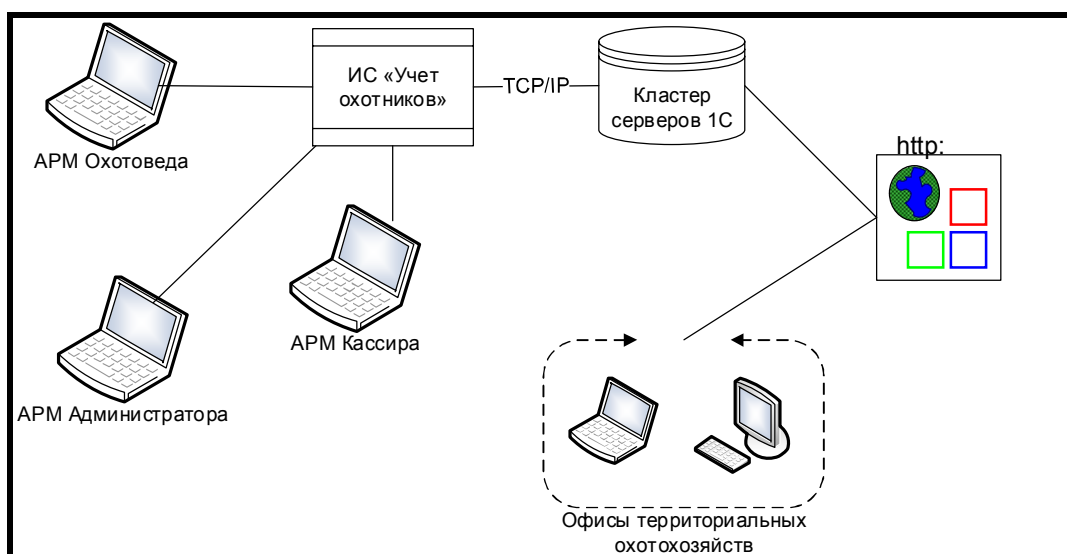 ИС «Учет
охотников»
TCP/IP
Кластер
серверов 1С
http:
АРМ Охотоведа
АРМ Кассира
АРМ Администратора
Офисы территориальных
охотохозяйств